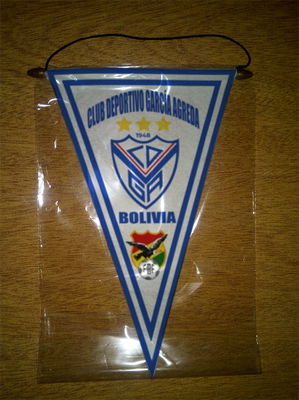 CLUB DEPORTIVO GARCIA AGREDA
1948
CD
GA
BOLIVIA